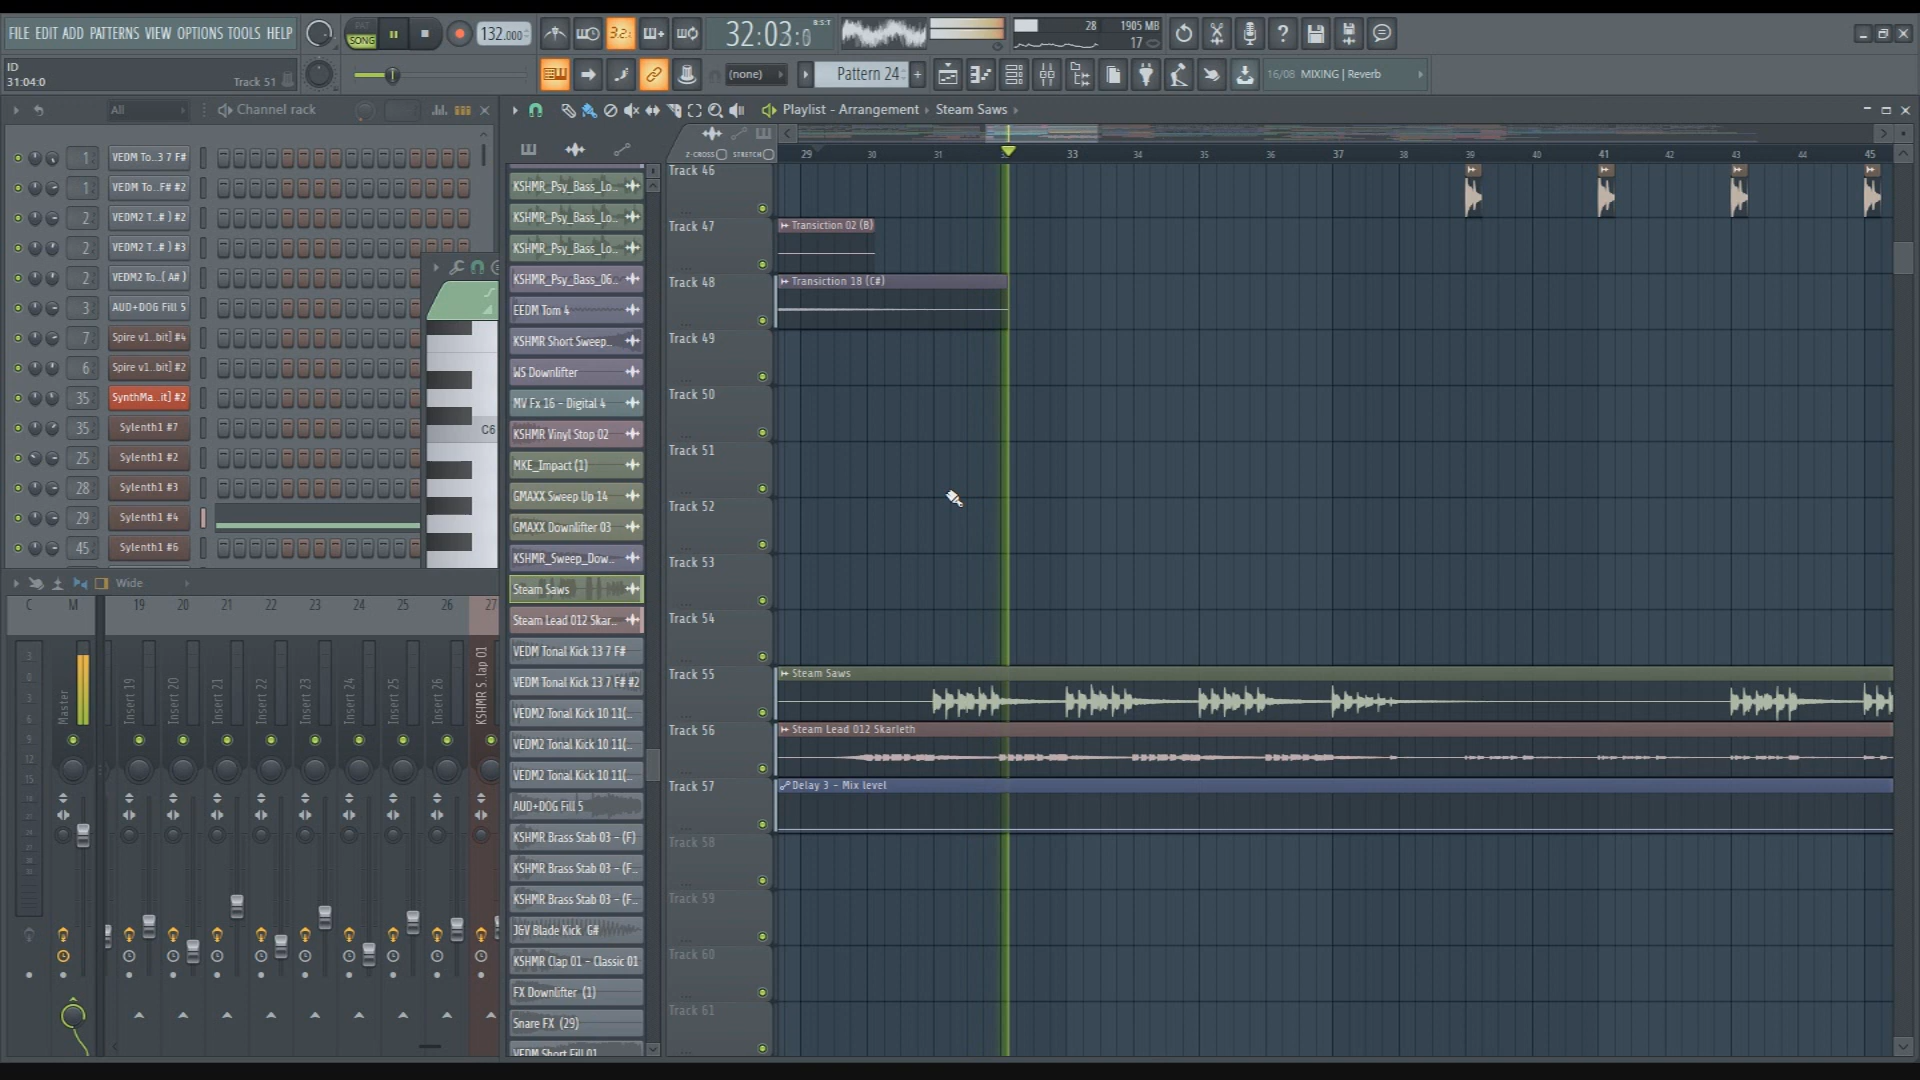 FILE EDIT ADD PATTERNS VIEW OPTIONS TOOLS HELP
PAT
SONG
132.000
3.2.
32:03:
B:S:T
28
1905 MB
17
ID
31:04:0
Track 51
(none)
Pattern 24
16/08 MIXING | Reverb
All
Channel rack
Playlist - Arrangement
Steam Saws
Z-CROSS
STRETCH
29 30 31 33 34 35 36 37 38 39 40 41 42 43 44 45
1 VEDM To..3 7 F#
1 VEDM To..F# #2
2 VEDM2 T..# ) #2
2 VEDM2 T..# ) #3
2 VEDM2 To..( A# )
3 AUD+DOG Fill 5
7 Spire v1..bit] #4
6 Spire v1..bit] #2
35 SynthMa..it] #2
35 Sylenth1 #7
25 Sylenth1 #2
28 Sylenth1 #3
29 Sylenth1 #4
45 Sylenth1 #6
C6
Wide
C M 19 20 21 22 23 24 25 26 27
Master
Insert 19
Insert 20
Insert 21
Insert 22
Insert 23
Insert 24
Insert 25
Insert 26
KSHMR S..lap 01
KSHMR_Psy_Bass_Lo..
KSHMR_Psy_Bass_Lo..
KSHMR_Psy_Bass_Lo..
KSHMR_Psy_Bass_06..
EEDM Tom 4
KSHMR Short Sweep..
WS Downlifter
MV Fx 16 - Digital 4
KSHMR Vinyl Stop 02
MKE_Impact (1)
GMAXX Sweep Up 14
GMAXX Downlifter 03
KSHMR_Sweep_Dow..
Steam Saws
Steam Lead 012 Skar..
VEDM Tonal Kick 13 7 F#
VEDM Tonal Kick 13 7 F# #2
VEDM2 Tonal Kick 10 11(..
VEDM2 Tonal Kick 10 11(..
VEDM2 Tonal Kick 10 11(..
AUD+DOG Fill 5
KSHMR Brass Stab 03 - (F)
KSHMR Brass Stab 03 - (F..
KSHMR Brass Stab 03 - (F..
J&V Blade Kick G#
KSHMR Clap 01 - Classic 01
FX Downlifter (1)
Snare FX (29)
VEDM Short Fill 01
Track 46
Track 47
Transiction 02 (B)
Track 48
Transiction 18 (C#)
Track 49
Track 50
Track 51
Track 52
Track 53
Track 54
Track 55
Steam Saws
Track 56
Steam Lead 012 Skarleth
Track 57
Delay 3 - Mix level
Track 58
Track 59
Track 60
Track 61